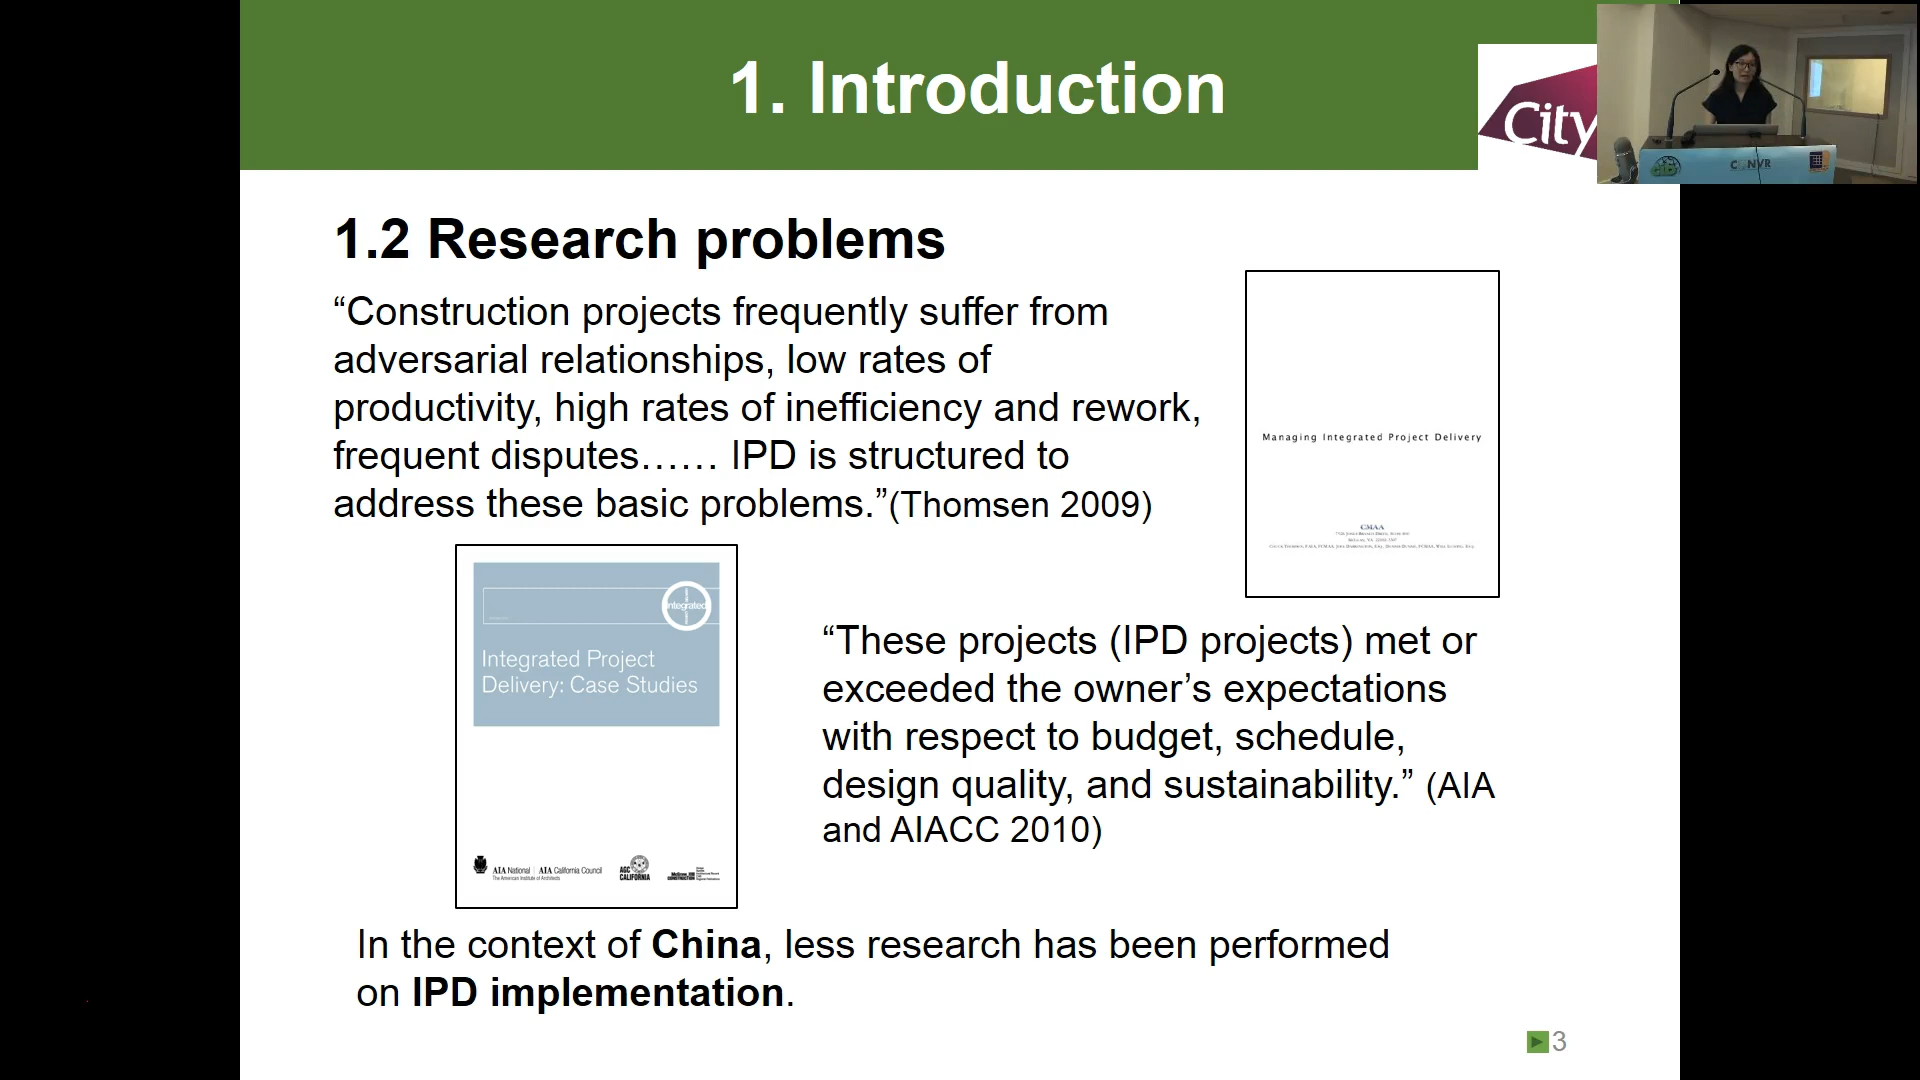 1. Introduction
City
CONVR
1.2 Research problems
“Construction projects frequently suffer from
adversarial relationships, low rates of
productivity, high rates of inefficiency and rework,
frequent disputes…… IPD is structured to
address these basic problems.”(Thomsen 2009)
Managing Integrated Project Delivery
CMAA
integrated
Integrated Project
Delivery: Case Studies
AIA National | AIA California Council
The American Institute of Architects
AGC
CALIFORNIA
“These projects (IPD projects) met or
exceeded the owner’s expectations
with respect to budget, schedule,
design quality, and sustainability.” (AIA
and AIACC 2010)
In the context of China, less research has been performed
on IPD implementation.
3